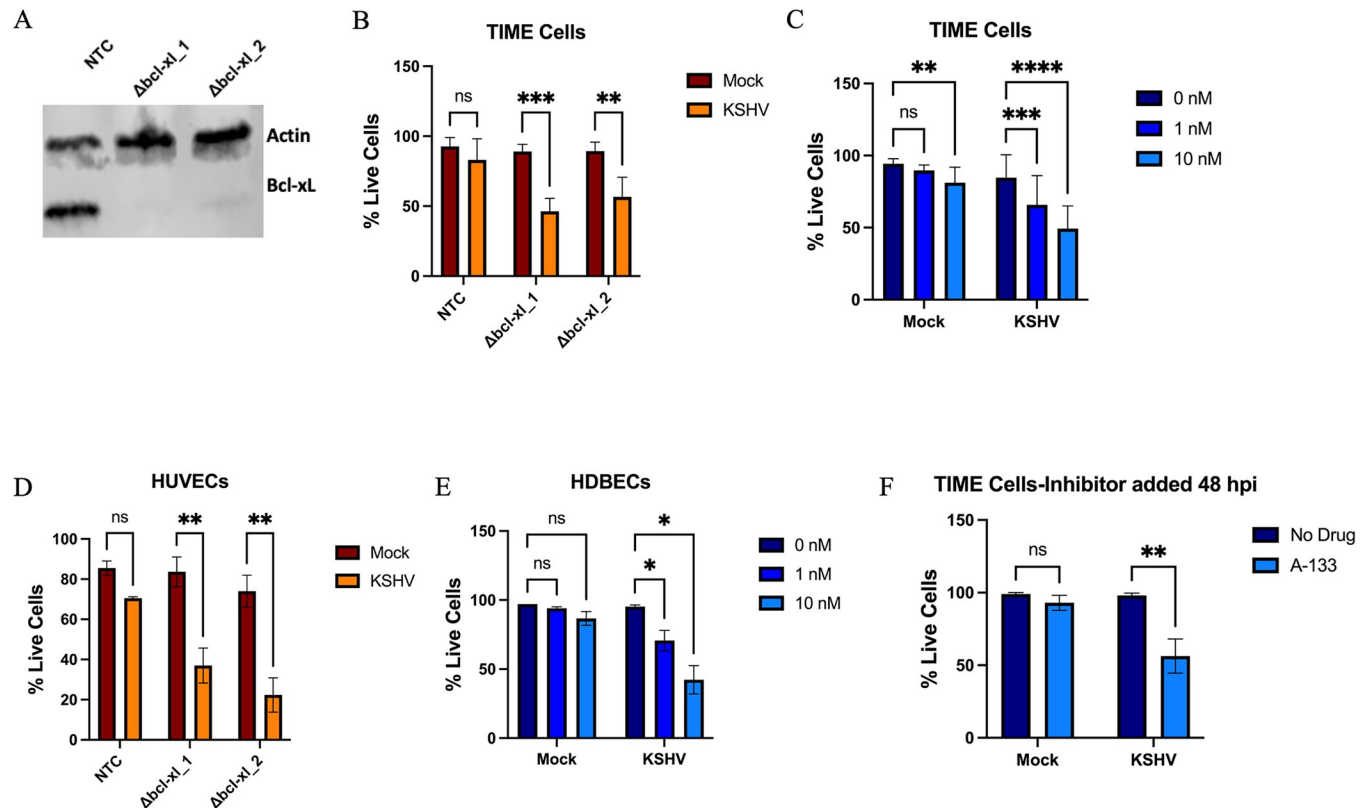 A
NTC
Δbcl-xl_1
Δbcl-xl_2
Actin
Bcl-xL
B
TIME Cells
% Live Cells
150
100
50
0
ns
***
**
NTC
Δbcl-xl_1
Δbcl-xl_2
Mock
KSHV
C
TIME Cells
% Live Cells
150
100
50
0
**
ns
****
***
Mock
KSHV
0 nM
1 nM
10 nM
D
HUVECs
% Live Cells
100
80
60
40
20
0
ns
**
**
NTC
Δbcl-xl_1
Δbcl-xl_2
Mock
KSHV
E
HDBECs
% Live Cells
150
100
50
0
ns
ns
*
*
Mock
KSHV
0 nM
1 nM
10 nM
F
TIME Cells-Inhibitor added 48 hpi
% Live Cells
150
100
50
0
ns
**
Mock
KSHV
No Drug
A-133